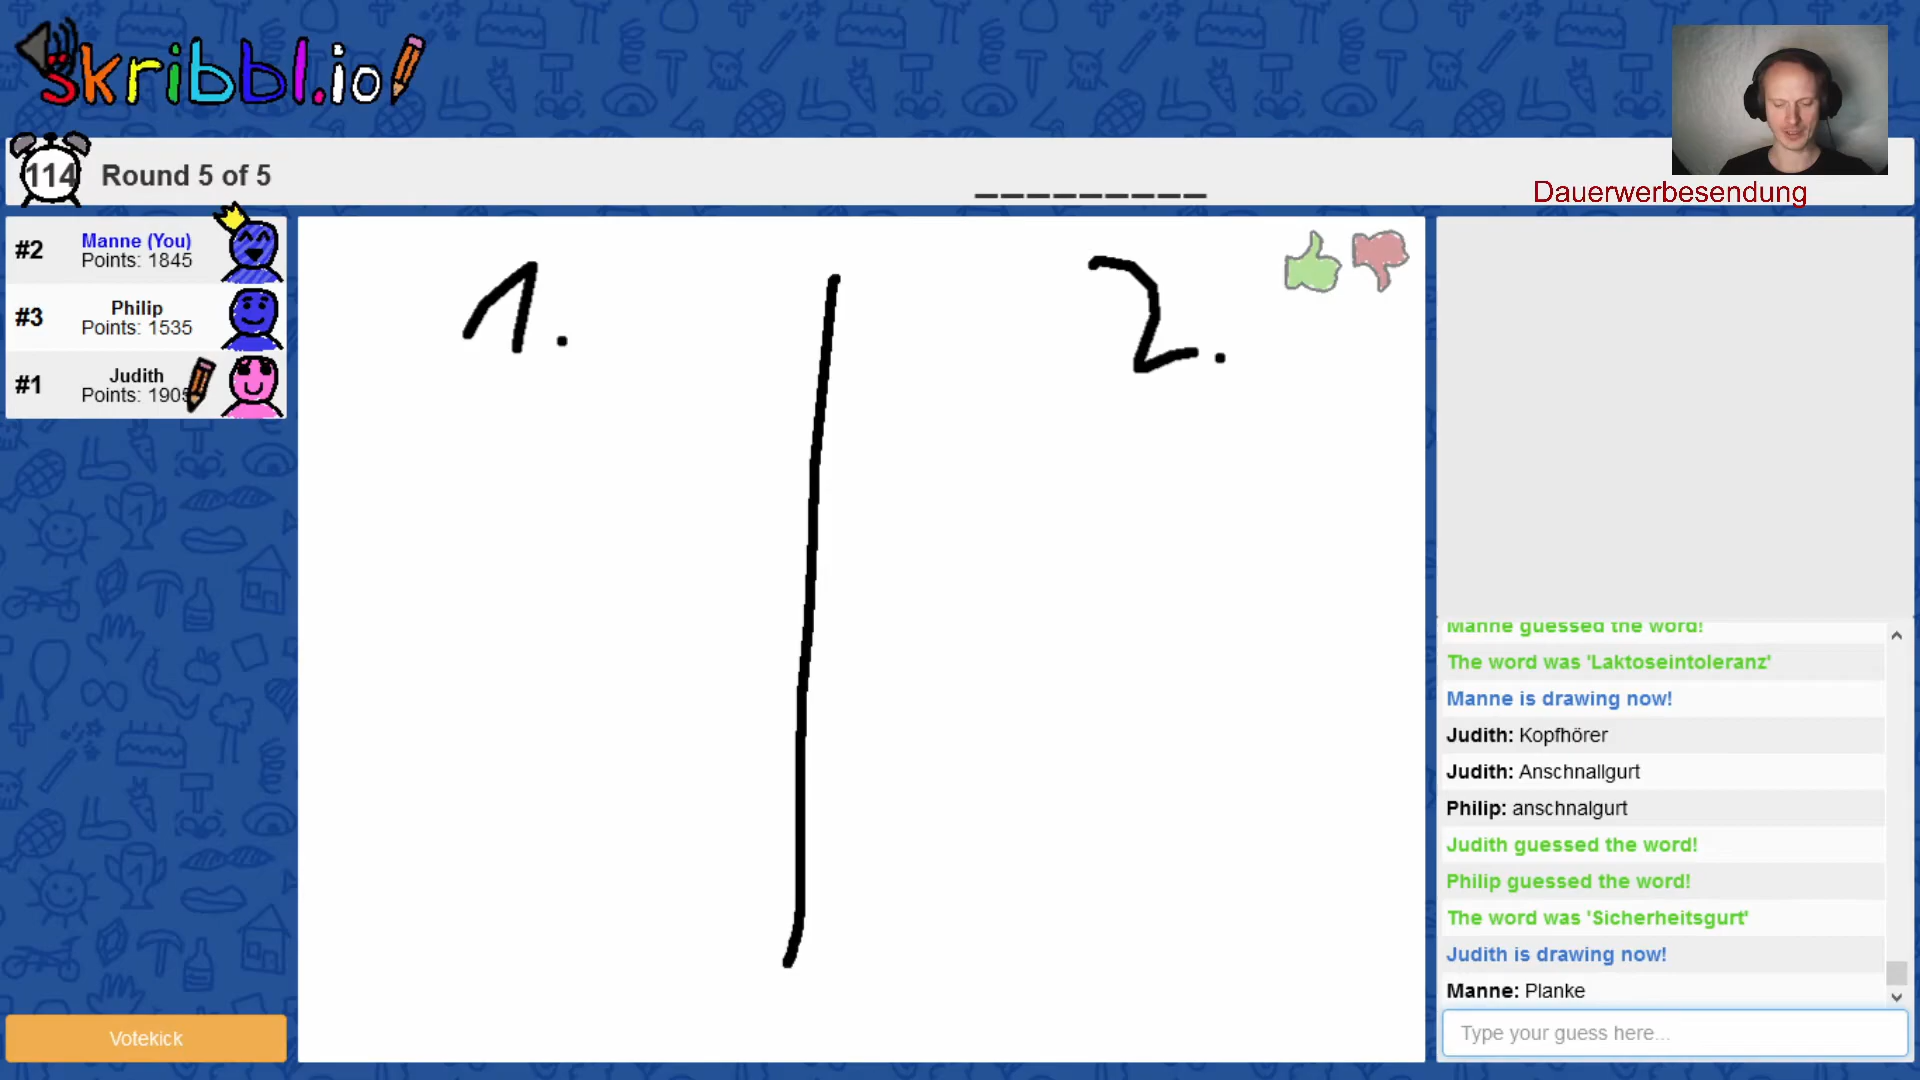 skribbl.io
114
Round 5 of 5
_________
Dauerwerbesendung
#2
Manne (You)
Points: 1845
#3
Philip
Points: 1535
#1
Judith
Points: 1905
1.
2.
Manne guessed the word!
The word was 'Laktoseintoleranz'
Manne is drawing now!
Judith: Kopfhörer
Judith: Anschnallgurt
Philip: anschnalgurt
Judith guessed the word!
Philip guessed the word!
The word was 'Sicherheitsgurt'
Judith is drawing now!
Manne: Planke
Type your guess here...
Votekick